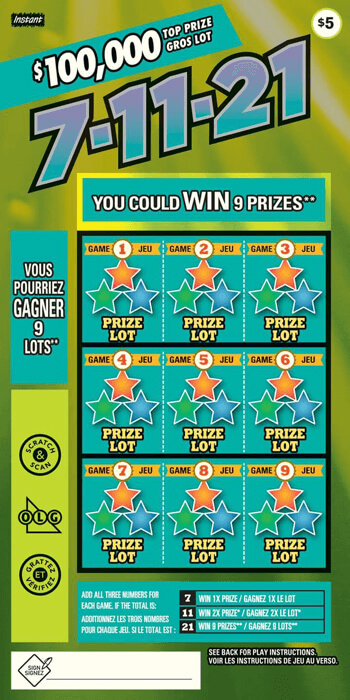 Instant
$5
$100,000 TOP PRIZE
GROS LOT
7-11-21
YOU COULD WIN 9 PRIZES**
VOUS
POURRIEZ
GAGNER
9
LOTS**
GAME 1 JEU GAME 2 JEU GAME 3 JEU
PRIZE PRIZE PRIZE
LOT LOT LOT
GAME 4 JEU GAME 5 JEU GAME 6 JEU
PRIZE PRIZE PRIZE
LOT LOT LOT
GAME 7 JEU GAME 8 JEU GAME 9 JEU
PRIZE PRIZE PRIZE
LOT LOT LOT
SCRATCH
&
SCAN
OLG
GRATTEZ
ET
VÉRIFIEZ
ADD ALL THREE NUMBERS FOR
EACH GAME. IF THE TOTAL IS:
ADDITIONNEZ LES TROIS NOMBRES
POUR CHAQUE JEU. SI LE TOTAL EST :
7 WIN 1X PRIZE / GAGNEZ 1X LE LOT
11 WIN 2X PRIZE* / GAGNEZ 2X LE LOT*
21 WIN 9 PRIZES** / GAGNEZ 9 LOTS**
SEE BACK FOR PLAY INSTRUCTIONS.
VOIR LES INSTRUCTIONS DE JEU AU VERSO.
SIGN
SIGNEZ